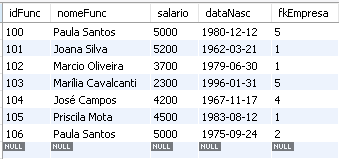 idFunc nomeFunc salario dataNasc fkEmpresa
100 Paula Santos 5000 1980-12-12 5
101 Joana Silva 5200 1962-03-21 1
102 Marcio Oliveira 3700 1979-06-30 1
103 Marília Cavalcanti 2300 1996-01-31 5
104 José Campos 4200 1967-11-17 4
105 Priscila Mota 4500 1983-08-12 1
106 Paula Santos 5000 1975-09-24 2
NULL NULL NULL NULL NULL